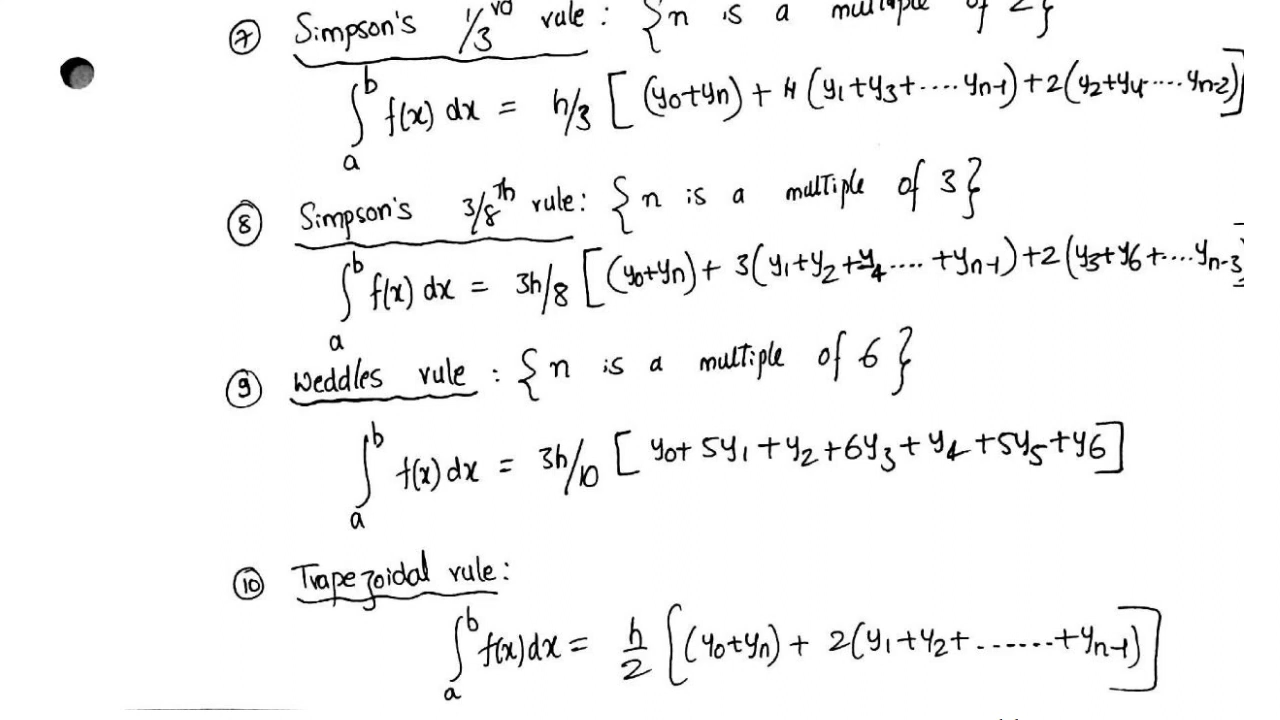 ⑦ Simpson's 1/3rd rule : {n is a multiple of 2}
∫ₐᵇ f(x) dx = h/3 [ (y₀+yₙ) + 4 (y₁+y₃+....yₙ₋₁) +2(y₂+y₄....yₙ₋₂)]
⑧ Simpson's 3/8Th rule: {n is a mulTiple of 3}
∫ₐᵇ f(x) dx = 3h/8 [(y₀+yₙ)+ 3(y₁+y₂+y₄.... +yₙ₋₁)+2(y₃+y₆+....yₙ₋₃)]
⑨ Weddles rule : {n is a mulTiple of 6}
∫ₐᵇ f(x) dx = 3h/10 [ y₀+ 5y₁+y₂+6y₃+y₄+5y₅+y₆]
⑩ Trapezoidal rule:
∫ₐᵇ f(x)dx = h/2 [(y₀+yₙ)+ 2(y₁+y₂+.......+yₙ₋₁)]